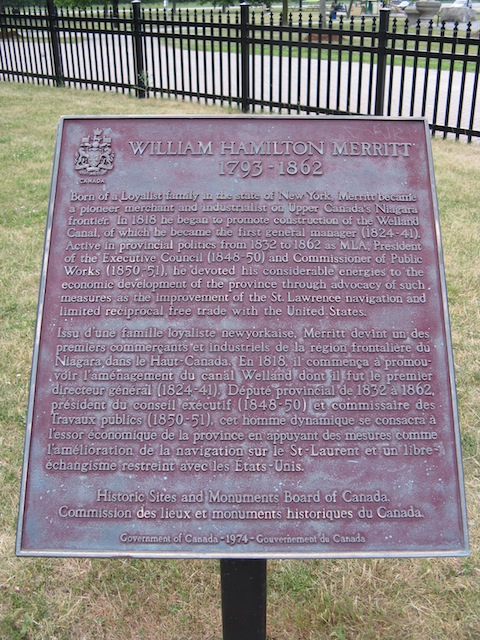 CANADA
WILLIAM HAMILTON MERRITT
1793-1862
Born of a Loyalist family in the state of New York, Merritt became
a pioneer merchant and industrialist on Upper Canada's Niagara
frontier. In 1818 he began to promote construction of the Welland
Canal, of which he became the first general manager (1824-41).
Active in provincial politics from 1832 to 1862 as MLA, President
of the Executive Council (1848-50) and Commissioner of Public
Works (1850-51), he devoted his considerable energies to the
economic development of the province through advocacy of such
measures as the improvement of the St. Lawrence navigation and
limited reciprocal free trade with the United States.
Issu d'une famille loyaliste newyorkaise, Merritt devint un des
premiers commerçants et industriels de la région frontalière du
Niagara dans le Haut-Canada. En 1818, il commença à promou-
voir l'aménagement du canal Welland dont il fut le premier
directeur général (1824-41). Député provincial de 1832 à 1862,
président du conseil exécutif (1848-50) et commissaire des
Travaux publics (1850-51), cet homme dynamique se consacra à
l'essor économique de la province en appuyant des mesures comme
l'amélioration de la navigation sur le St-Laurent et un libre-
échangisme restreint avec les États-Unis.
Historic Sites and Monuments Board of Canada.
Commission des lieux et monuments historiques du Canada.
Government of Canada - 1974 - Gouvernement du Canada